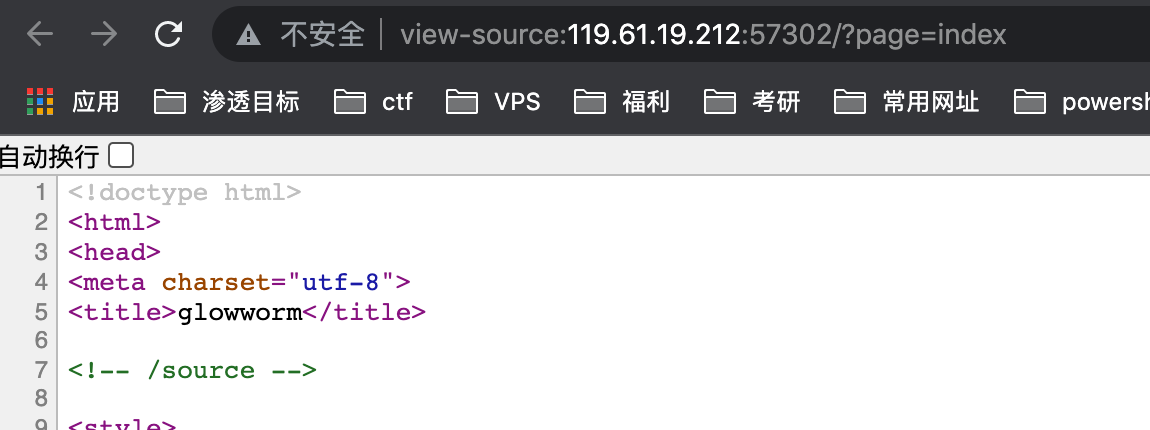 不安全 view-source:119.61.19.212:57302/?page=index
应用 渗透目标 ctf VPS 福利 考研 常用网址 powersh
自动换行
1 <!doctype html>
2 <html>
3 <head>
4 <meta charset="utf-8">
5 <title>glowworm</title>
6
7 <!-- /source -->
8
9 <style>